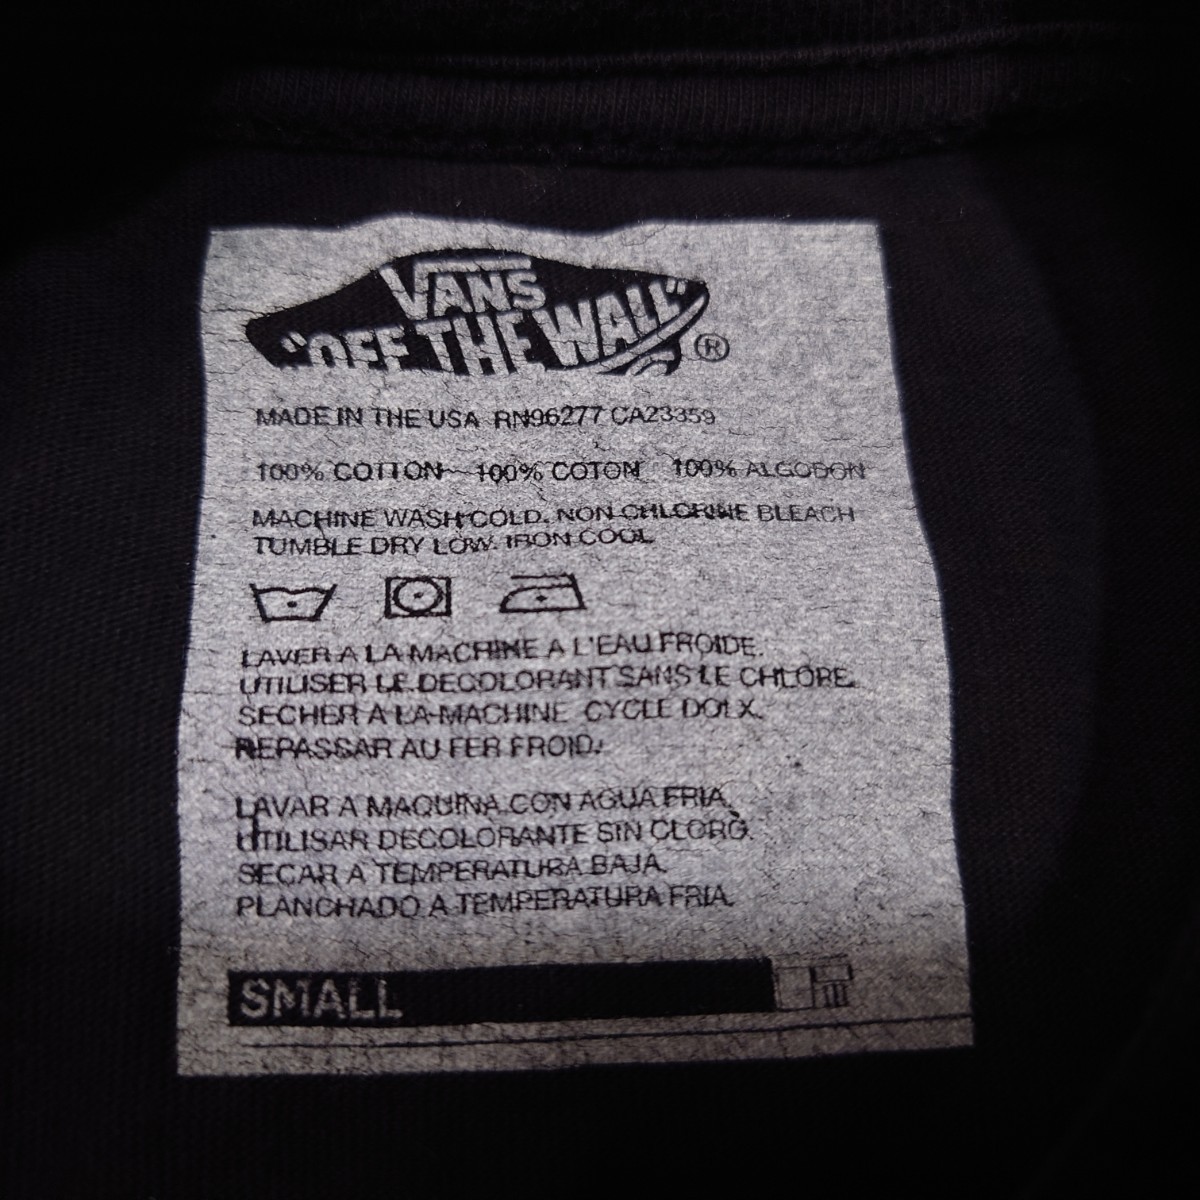 VANS
"OFF THE WALL" ®
MADE IN THE USA RN96277 CA23359
100% COTTON 100% COTON 100% ALGODON
MACHINE WASH COLD. NON CHLORINE BLEACH
TUMBLE DRY LOW. IRON COOL
LAVER A LA MACHINE A L'EAU FROIDE.
UTILISER LE DECOLORANT SANS LE CHLORE.
SECHER A LA MACHINE CYCLE DOUX.
REPASSAR AU FER FROID.
LAVAR A MAQUINA CON AGUA FRIA.
UTILISAR DECOLORANTE SIN CLORO.
SECAR A TEMPERATURA BAJA.
PLANCHADO A TEMPERATURA FRIA.
SMALL